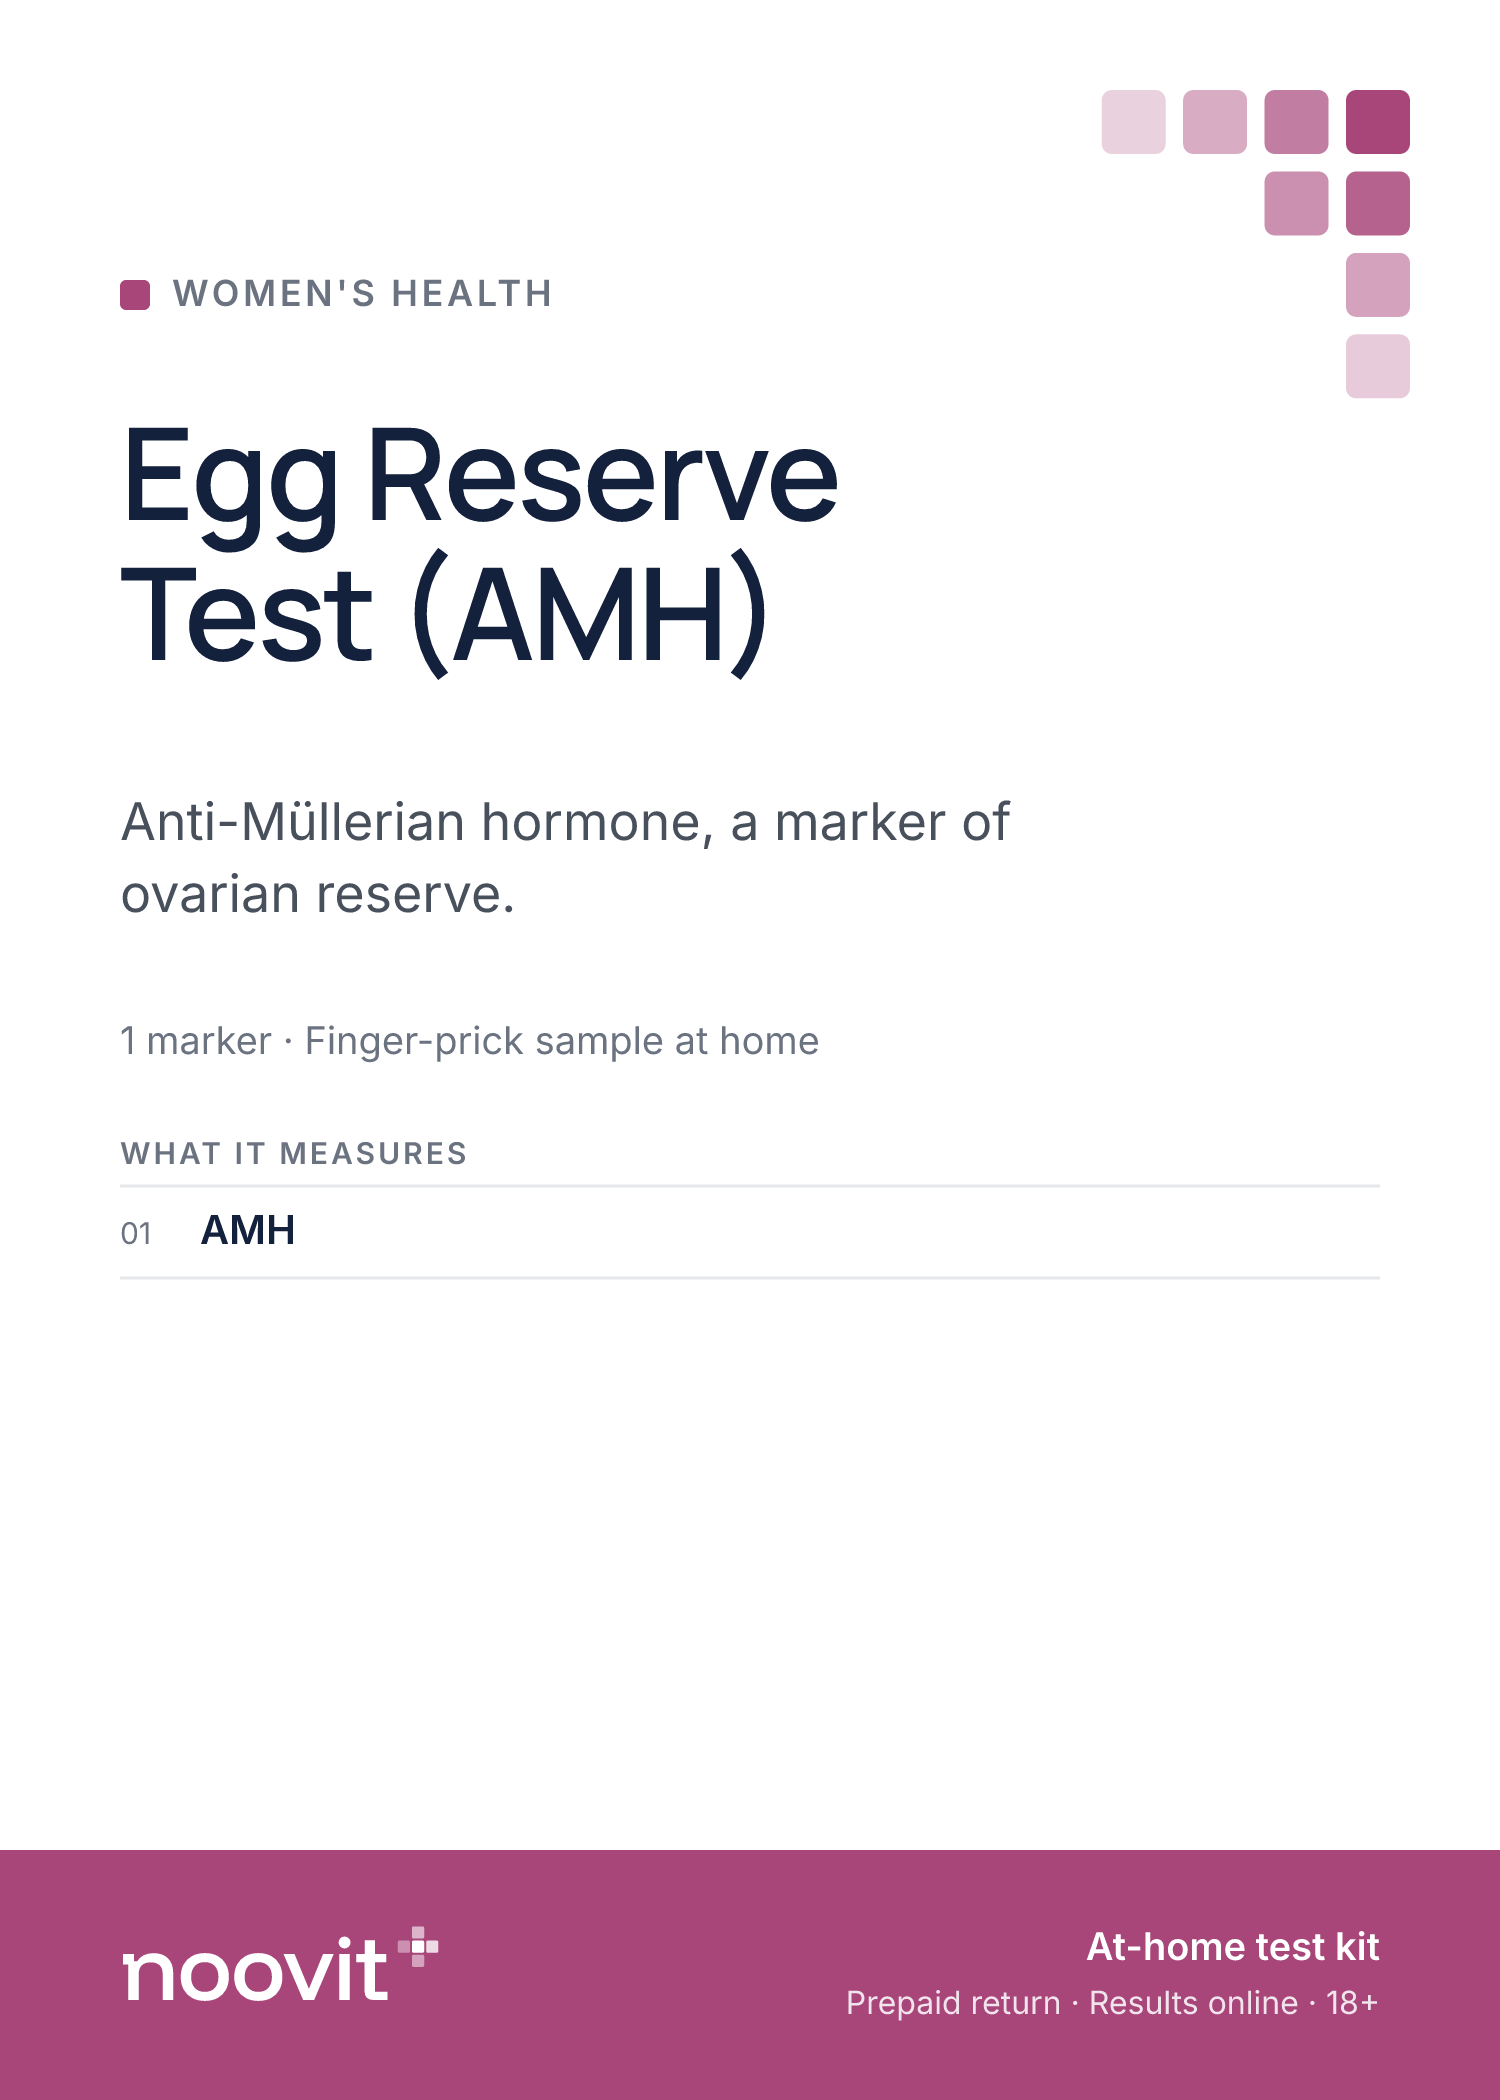 WOMEN'S HEALTH
Egg Reserve
Test (AMH)
Anti-Müllerian hormone, a marker of
ovarian reserve.
1 marker · Finger-prick sample at home
WHAT IT MEASURES
01 AMH
noovit
At-home test kit
Prepaid return · Results online · 18+